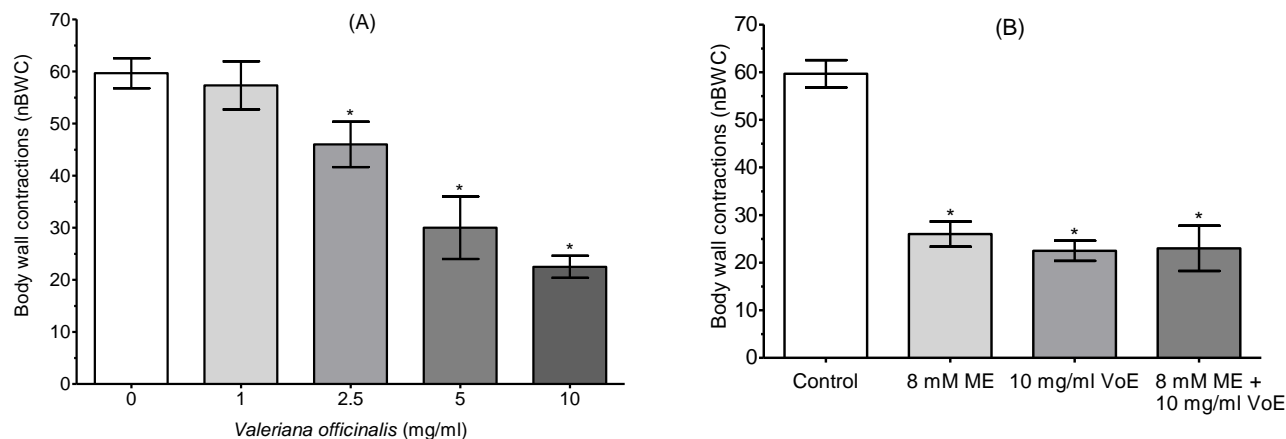 (A)
Body wall contractions (nBWC)
70
60
50
40
30
20
10
0
*
*
*
0 1 2.5 5 10
Valeriana officinalis (mg/ml)
(B)
Body wall contractions (nBWC)
70
60
50
40
30
20
10
0
*
*
*
Control 8 mM ME 10 mg/ml VoE 8 mM ME +
10 mg/ml VoE